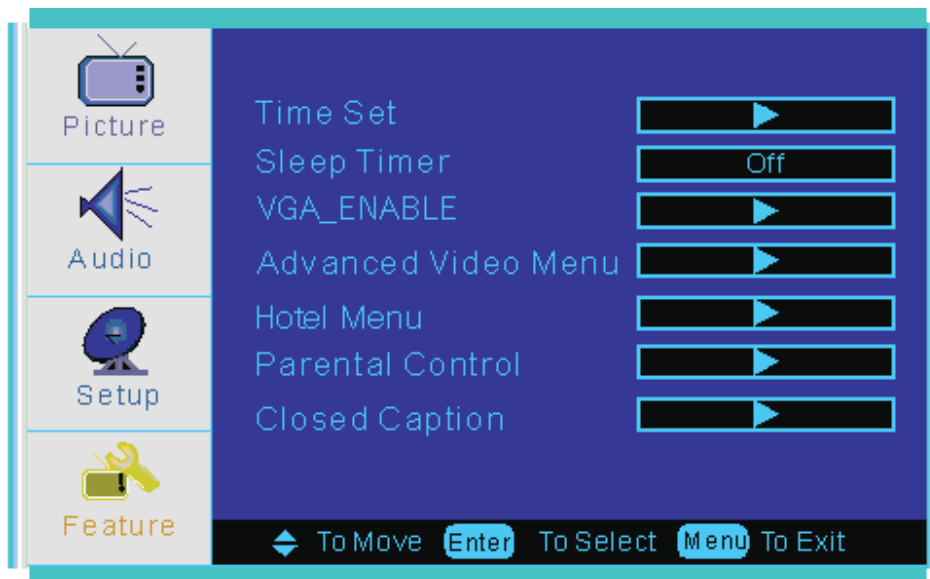 Picture
Audio
Setup
Feature
Time Set
Sleep Timer Off
VGA_ENABLE
Advanced Video Menu
Hotel Menu
Parental Control
Closed Caption
To Move Enter To Select Menu To Exit